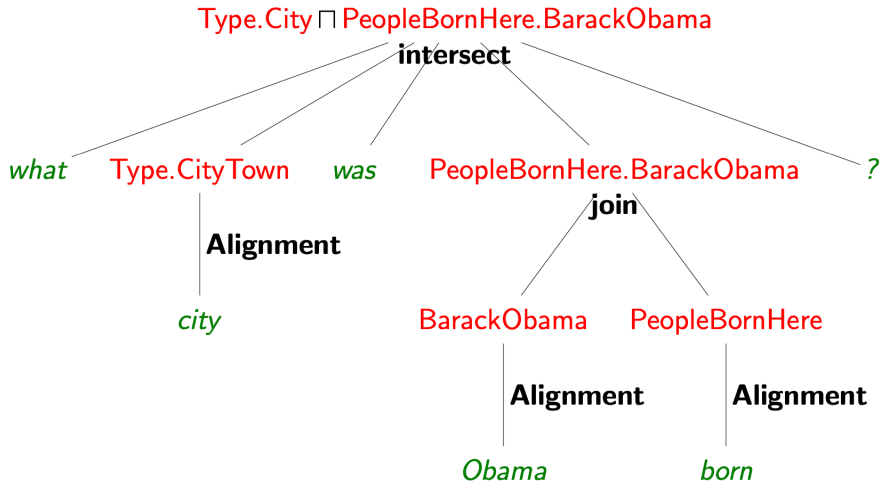 Type.City ⊓ PeopleBornHere.BarackObama
intersect
what Type.CityTown was PeopleBornHere.BarackObama ?
join
Alignment
city BarackObama PeopleBornHere
Alignment Alignment
Obama born